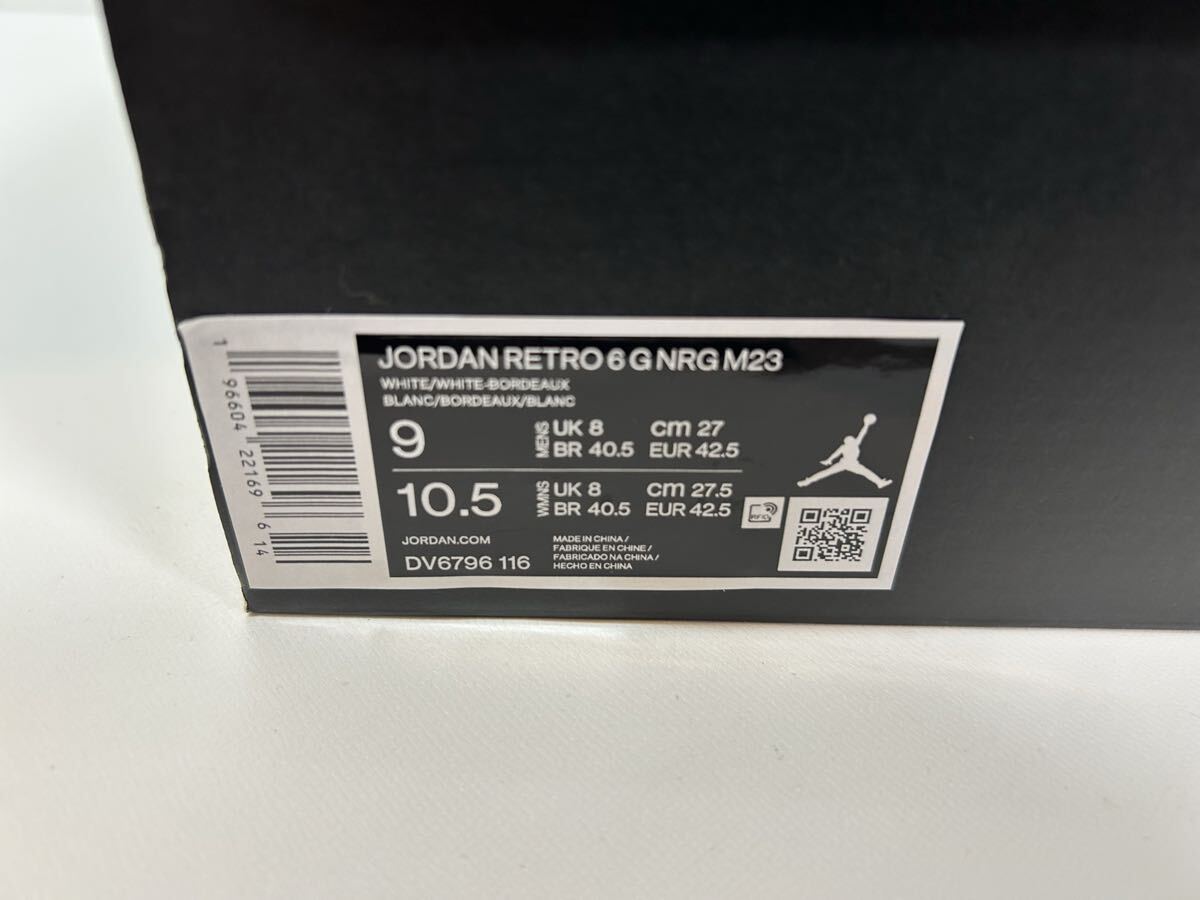 1 96604 22169 6 14
JORDAN RETRO 6 G NRG M23
WHITE/WHITE-BORDEAUX
BLANC/BORDEAUX/BLANC
9 MENS UK 8 cm 27
BR 40.5 EUR 42.5
10.5 WMNS UK 8 cm 27.5
BR 40.5 EUR 42.5
RFID
JORDAN.COM
DV6796 116
MADE IN CHINA /
FABRIQUE EN CHINE /
FABRICADO NA CHINA /
HECHO EN CHINA